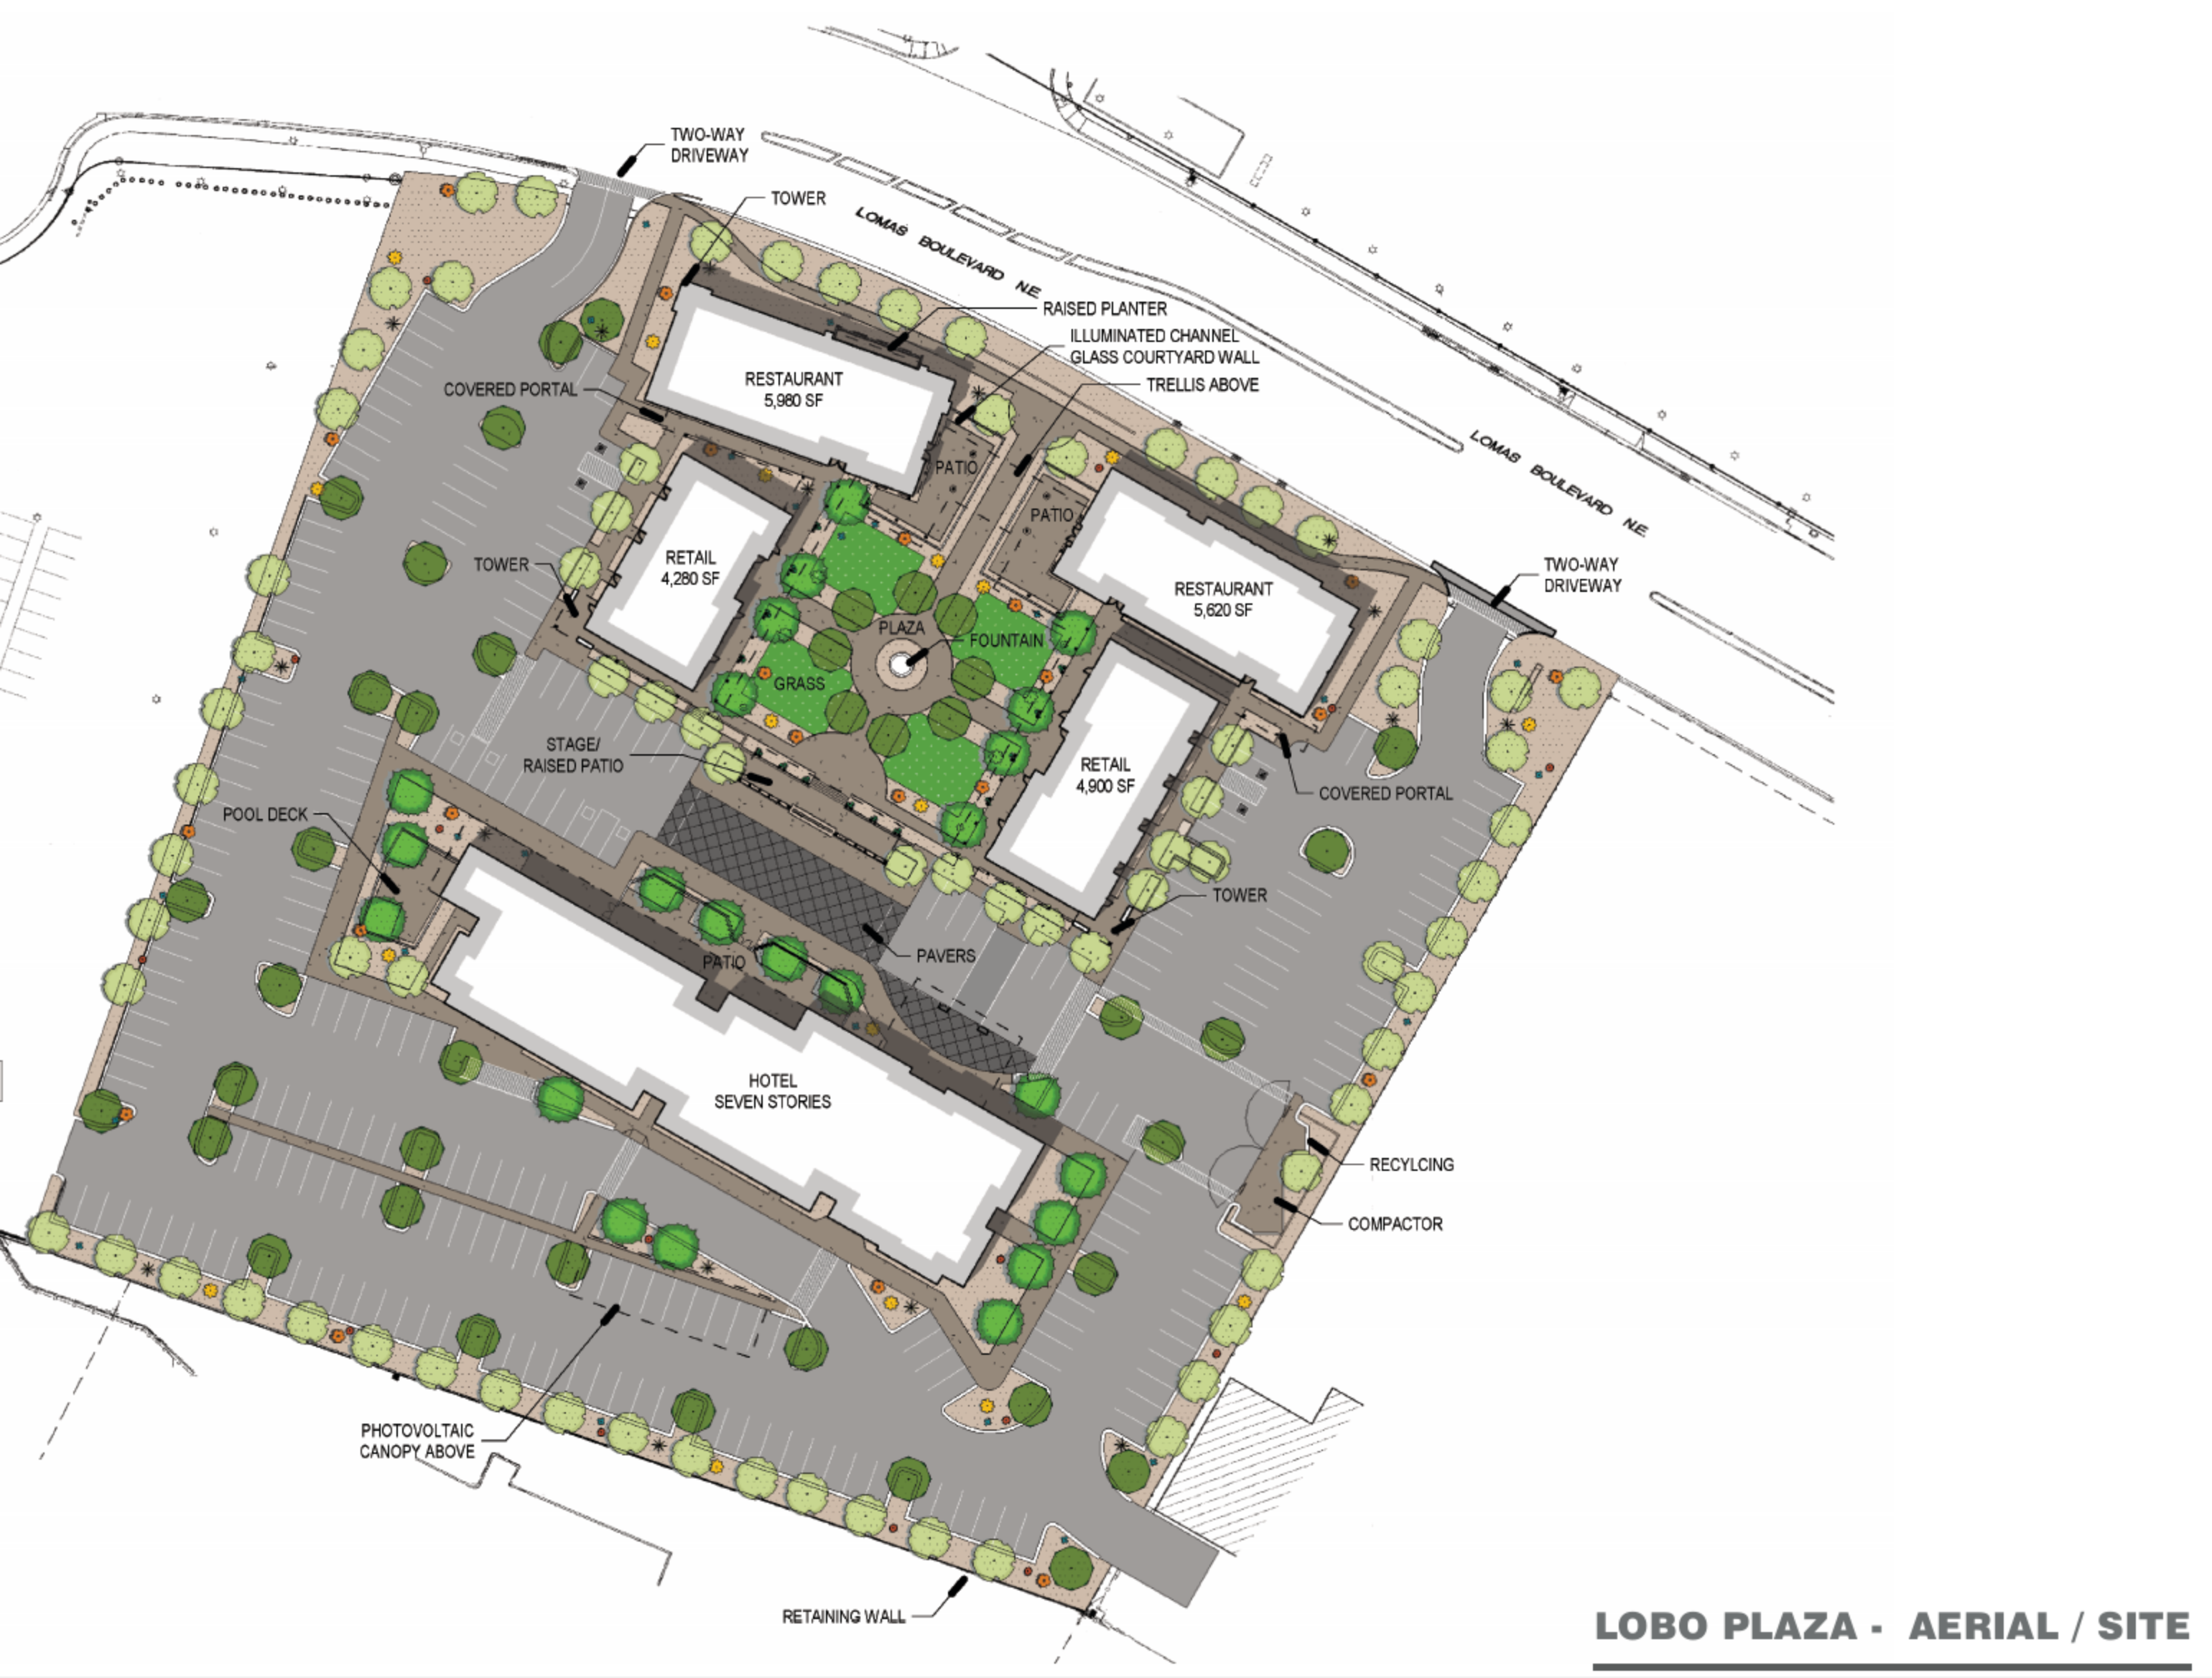 TWO-WAY
DRIVEWAY
TOWER
LOMAS BOULEVARD N.E
RAISED PLANTER
ILLUMINATED CHANNEL
GLASS COURTYARD WALL
TRELLIS ABOVE
RESTAURANT
5,980 SF
COVERED PORTAL
PATIO
LOMAS BOULEVARD N.E
PATIO
RETAIL
4,280 SF
TOWER
RESTAURANT
5,620 SF
TWO-WAY
DRIVEWAY
PLAZA
FOUNTAIN
GRASS
STAGE/
RAISED PATIO
RETAIL
4,900 SF
COVERED PORTAL
POOL DECK
TOWER
PATIO
PAVERS
HOTEL
SEVEN STORIES
RECYLCING
COMPACTOR
PHOTOVOLTAIC
CANOPY ABOVE
RETAINING WALL
LOBO PLAZA - AERIAL / SITE